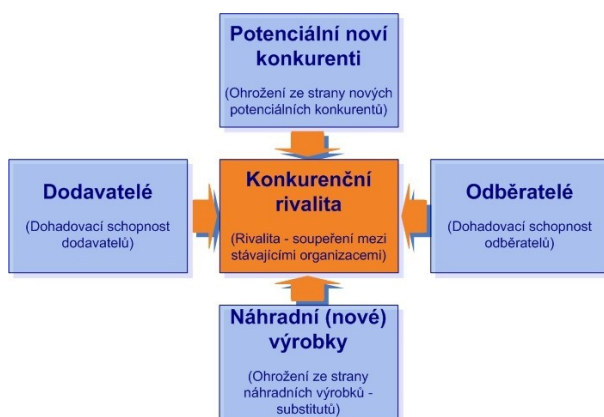 Potenciální noví
konkurenti
(Ohrožení ze strany nových
potenciálních konkurentů)
Dodavatelé
(Dohadovací schopnost
dodavatelů)
Konkurenční
rivalita
(Rivalita - soupeření mezi
stávajícími organizacemi)
Odběratelé
(Dohadovací schopnost
odběratelů)
Náhradní (nové)
výrobky
(Ohrožení ze strany
náhradních výrobků -
substitutů)